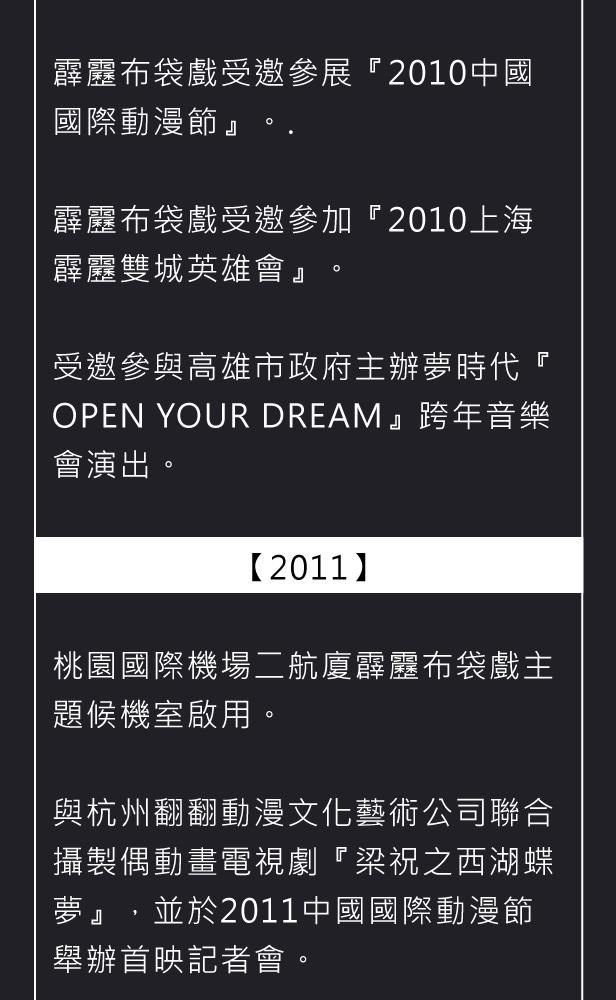 霹靂布袋戲受邀參展『2010中國
國際動漫節』。.
霹靂布袋戲受邀參加『2010上海
霹靂雙城英雄會』。
受邀參與高雄市政府主辦夢時代『
OPEN YOUR DREAM』跨年音樂
會演出。
【2011】
桃園國際機場二航廈霹靂布袋戲主
題候機室啟用。
與杭州翻翻動漫文化藝術公司聯合
攝製偶動畫電視劇『梁祝之西湖蝶
夢』，並於2011中國國際動漫節
舉辦首映記者會。